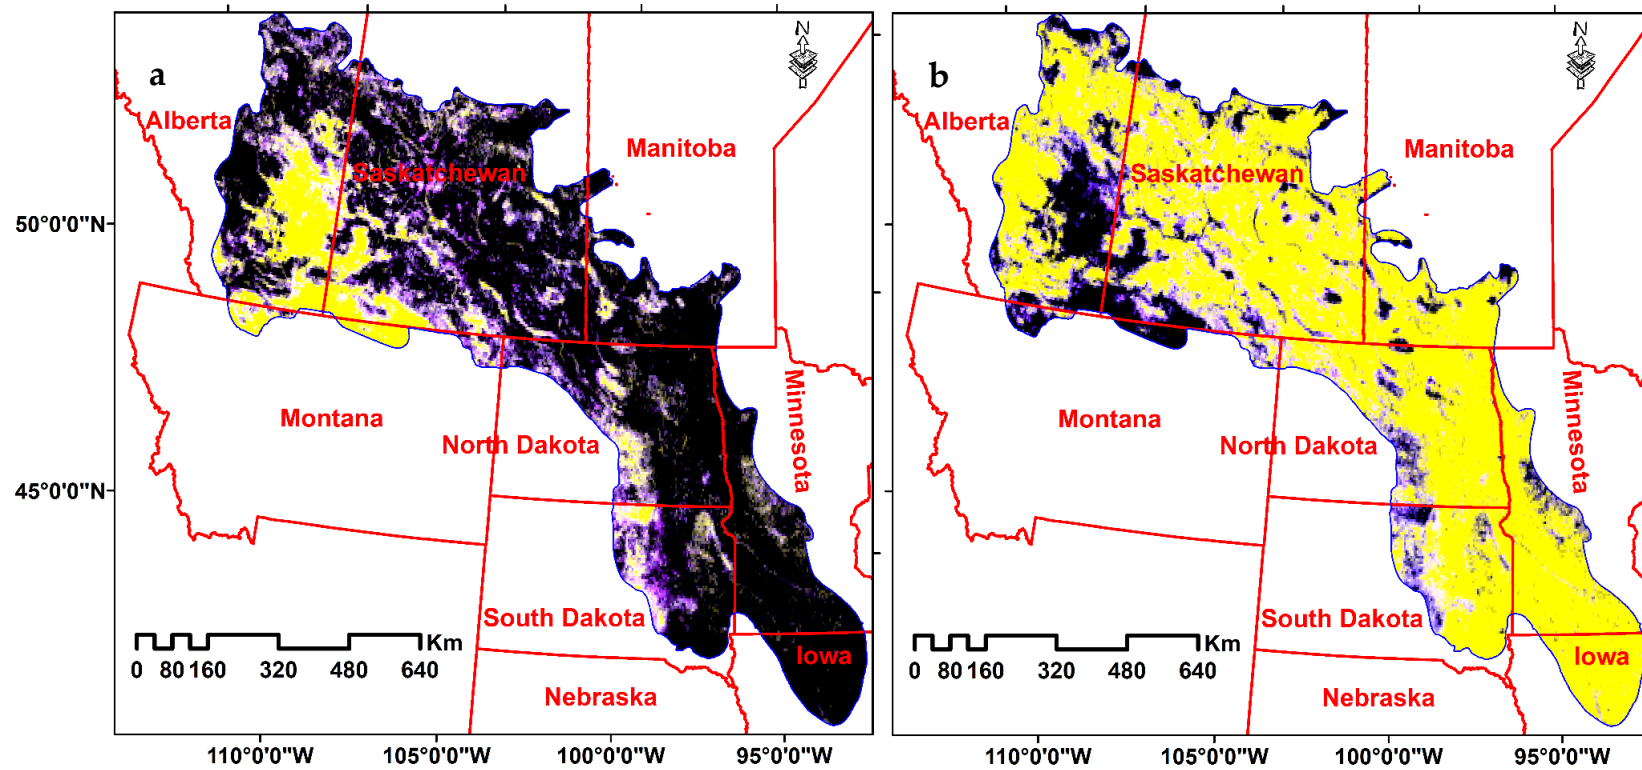 a
N
Alberta
Manitoba
Saskatchewan
50°0'0"N
Montana
North Dakota
Minnesota
45°0'0"N
South Dakota
Iowa
Km
0 80 160 320 480 640
Nebraska
110°0'0"W 105°0'0"W 100°0'0"W 95°0'0"W
b
N
Alberta
Manitoba
Saskatchewan
Montana
North Dakota
Minnesota
South Dakota
Iowa
Km
0 80 160 320 480 640
Nebraska
110°0'0"W 105°0'0"W 100°0'0"W 95°0'0"W